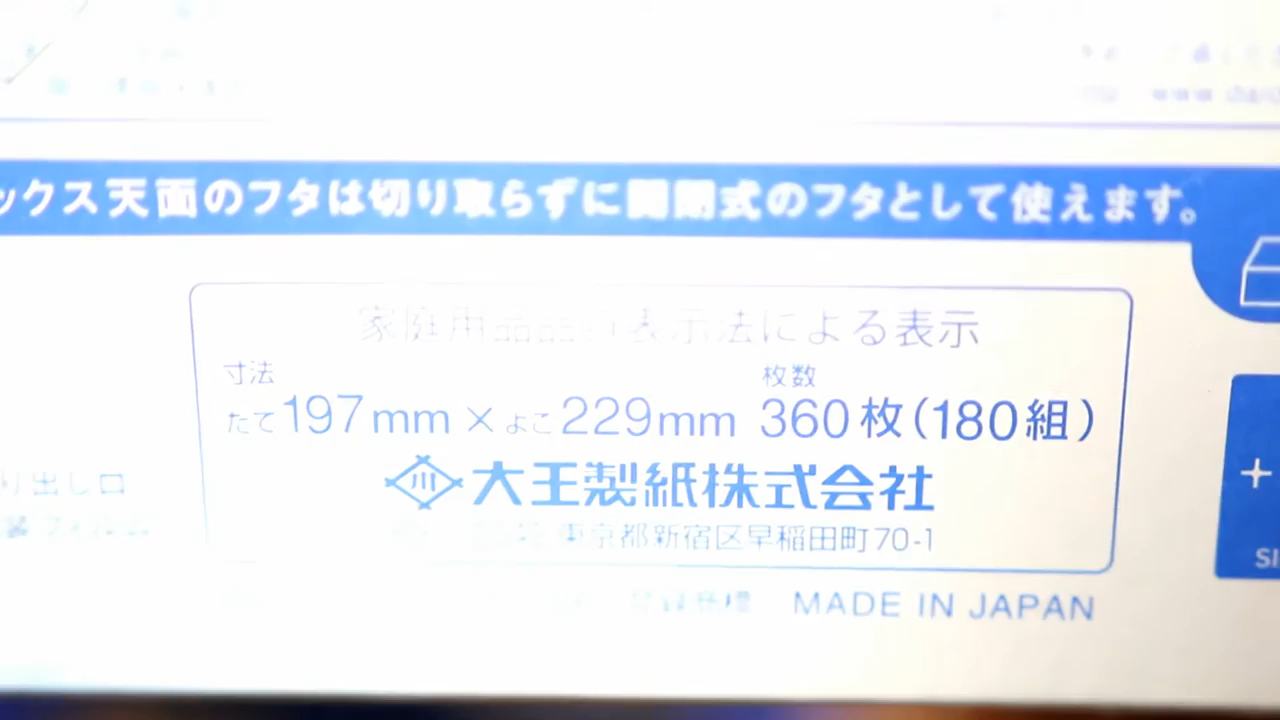 ックス天面のフタは切り取らずに開閉式のフタとして使えます。
家庭用品品 表示法による表示
寸法 枚数
たて197mm×よこ229mm 360枚(180組)
大王製紙株式会社
東京都新宿区早稲田町70-1
り出し口
登録商標 MADE IN JAPAN
+
SI